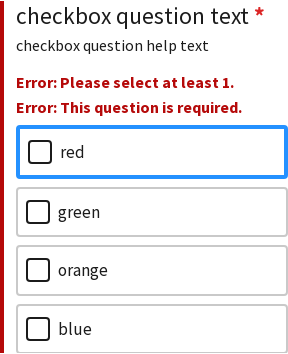 checkbox question text *
checkbox question help text
Error: Please select at least 1.
Error: This question is required.
red
green
orange
blue